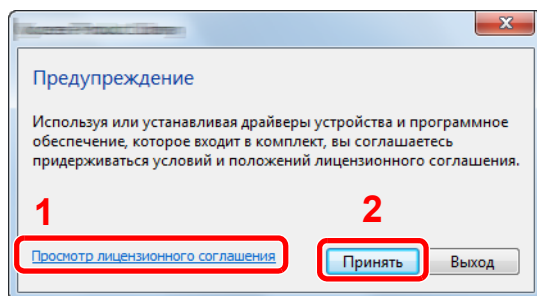 Предупреждение
Используя или устанавливая драйверы устройства и программное
обеспечение, которое входит в комплект, вы соглашаетесь
придерживаться условий и положений лицензионного соглашения.
1
2
Просмотр лицензионного соглашения
Принять
Выход